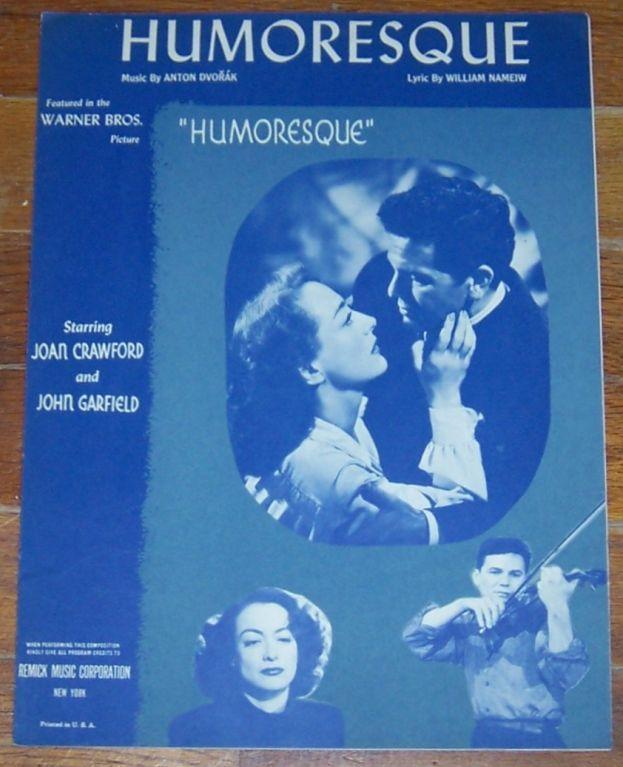 HUMORESQUE
Music By ANTON DVOŘÁK
Lyric By WILLIAM NAMEIW
Featured in the
WARNER BROS.
Picture
"HUMORESQUE"
Starring
JOAN CRAWFORD
and
JOHN GARFIELD
WHEN PERFORMING THIS COMPOSITION
KINDLY GIVE ALL PROGRAM CREDITS TO
REMICK MUSIC CORPORATION
NEW YORK
Printed in U. S. A.